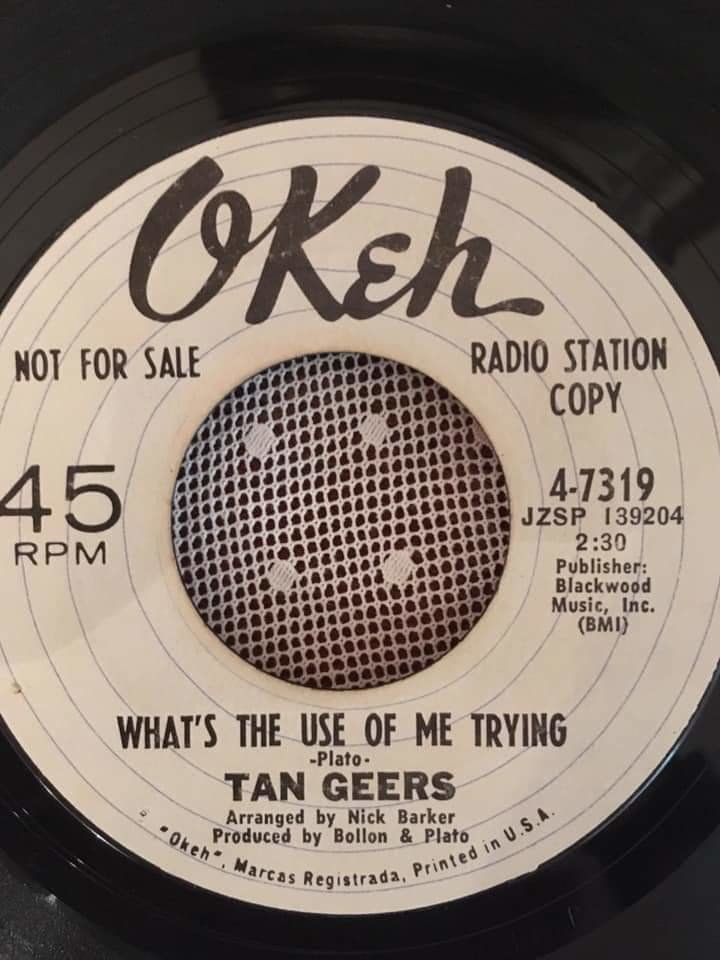 OKeh
NOT FOR SALE
RADIO STATION
COPY
45
RPM
4-7319
JZSP 139204
2:30
Publisher:
Blackwood
Music, Inc.
(BMI)
WHAT'S THE USE OF ME TRYING
-Plato-
TAN GEERS
Arranged by Nick Barker
Produced by Bollon & Plato
"Okeh", Marcas Registrada, Printed in U.S.A.